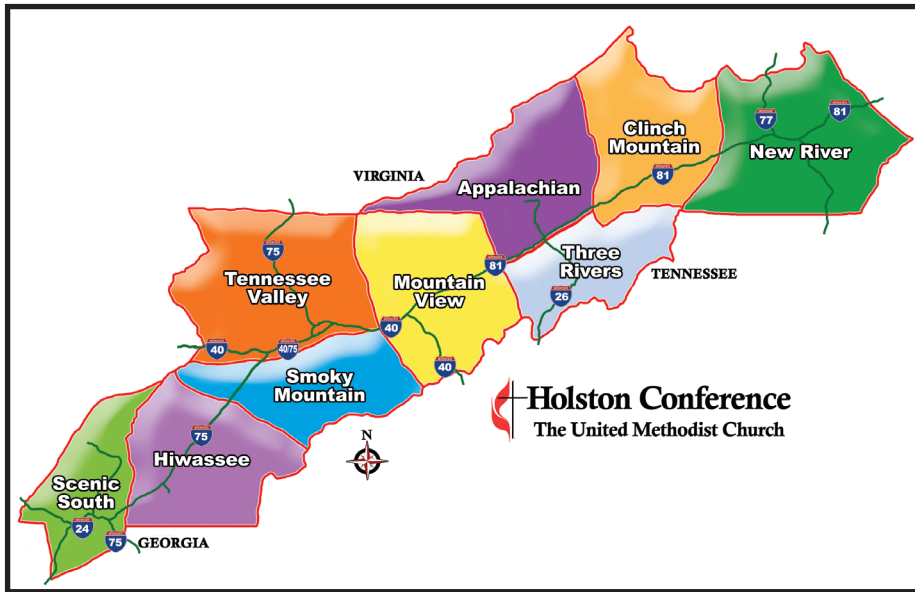 Clinch
Mountain
77
81
New River
VIRGINIA
Appalachian
81
75
Tennessee
Valley
Mountain
View
81
Three
Rivers
TENNESSEE
26
40
40/75
40
40
Smoky
Mountain
Holston Conference
The United Methodist Church
N
75
Hiwassee
Scenic
South
24
75
GEORGIA